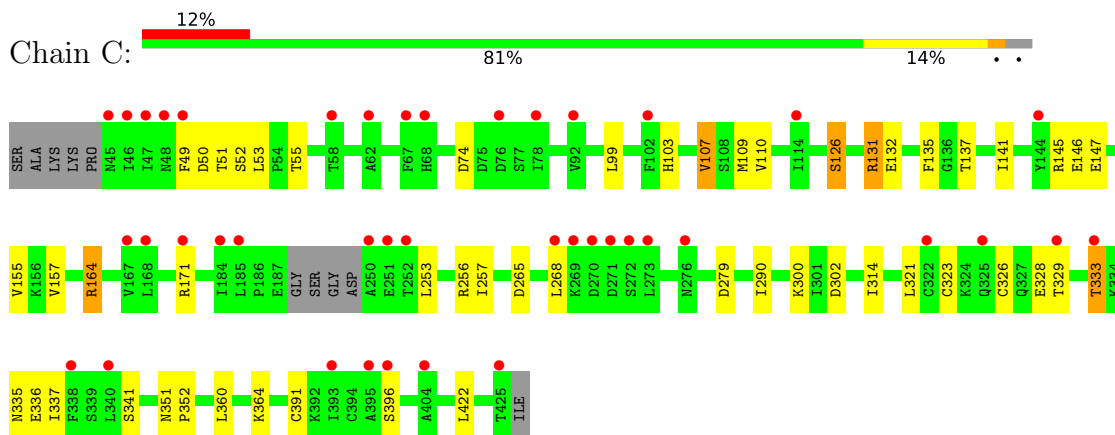 12%
Chain C:
81% 14% • •
SER ALA LYS LYS PRO N45 I46 I47 N48 F49 D50 T51 S52 L53 P54 T55 T58 A62 F67 H68 D74 D75 D76 S77 I78 V92 L99 F102 H103 V107 S108 M109 V110 I114 S126 R131 E132 F135 G136 T137 I141 Y144 R145 E146 E147
V155 K156 V157 R164 V167 L168 R171 I184 L185 P186 E187 GLY SER GLY ASP A250 E251 T252 L253 R256 I257 D265 L268 K269 D270 D271 S272 L273 N276 D279 I290 K300 I301 D302 I314 L321 C322 C323 K324 Q325 C326 Q327 E328 T329 T333 K334
N335 E336 I337 F338 S339 L340 S341 N351 P352 L360 K364 C391 K392 I393 C394 A395 S396 A404 L422 T425 ILE